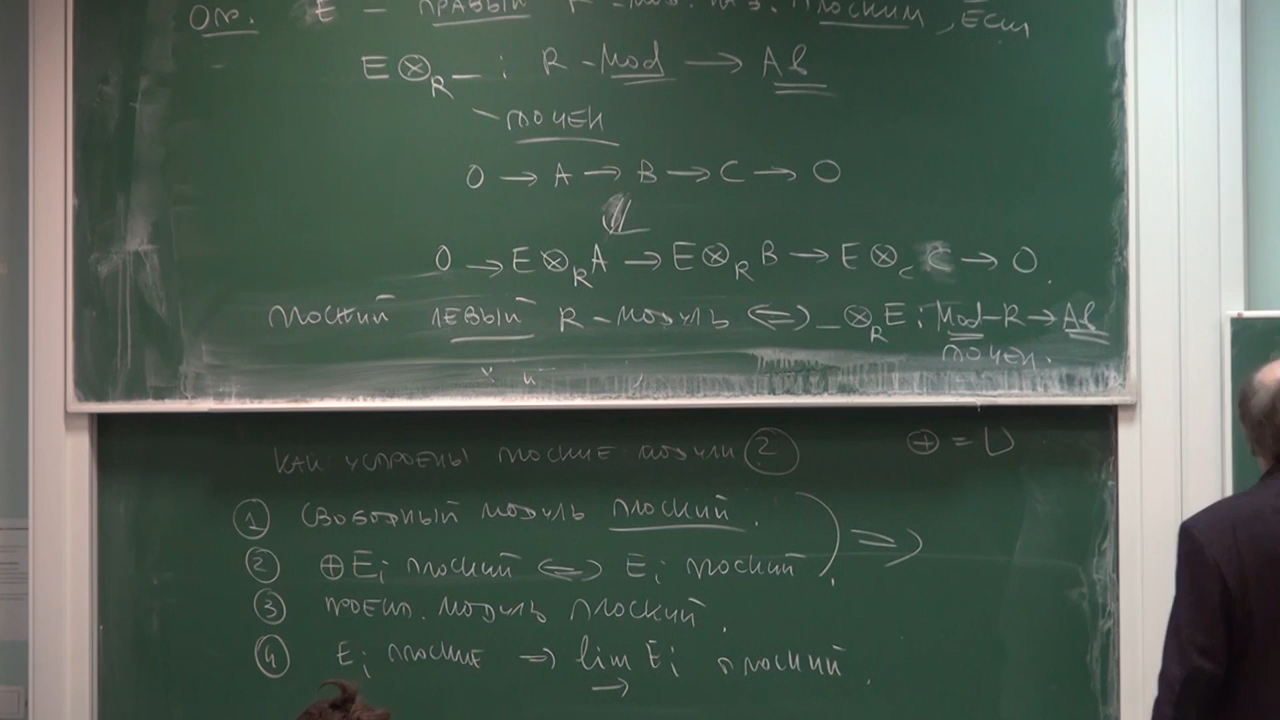 Оп. E — правый R-мод. наз. плоским, если
E ⊗_R — : R-Mod → Ab
— точен
0 → A → B → C → 0
⇓
0 → E ⊗_R A → E ⊗_R B → E ⊗_C C → 0.
плоский левый R-модуль ⇔ _ ⊗_R E : Mod-R → Ab
точен.
как устроены плоские модули ② ⊕ = ∪
① свободный модуль плоский.
② ⊕E_i плоский ⇔ E_i плоский. ⇒
③ проект. модуль плоский.
④ E_i плоские ⇒ lim→ E_i плоский.